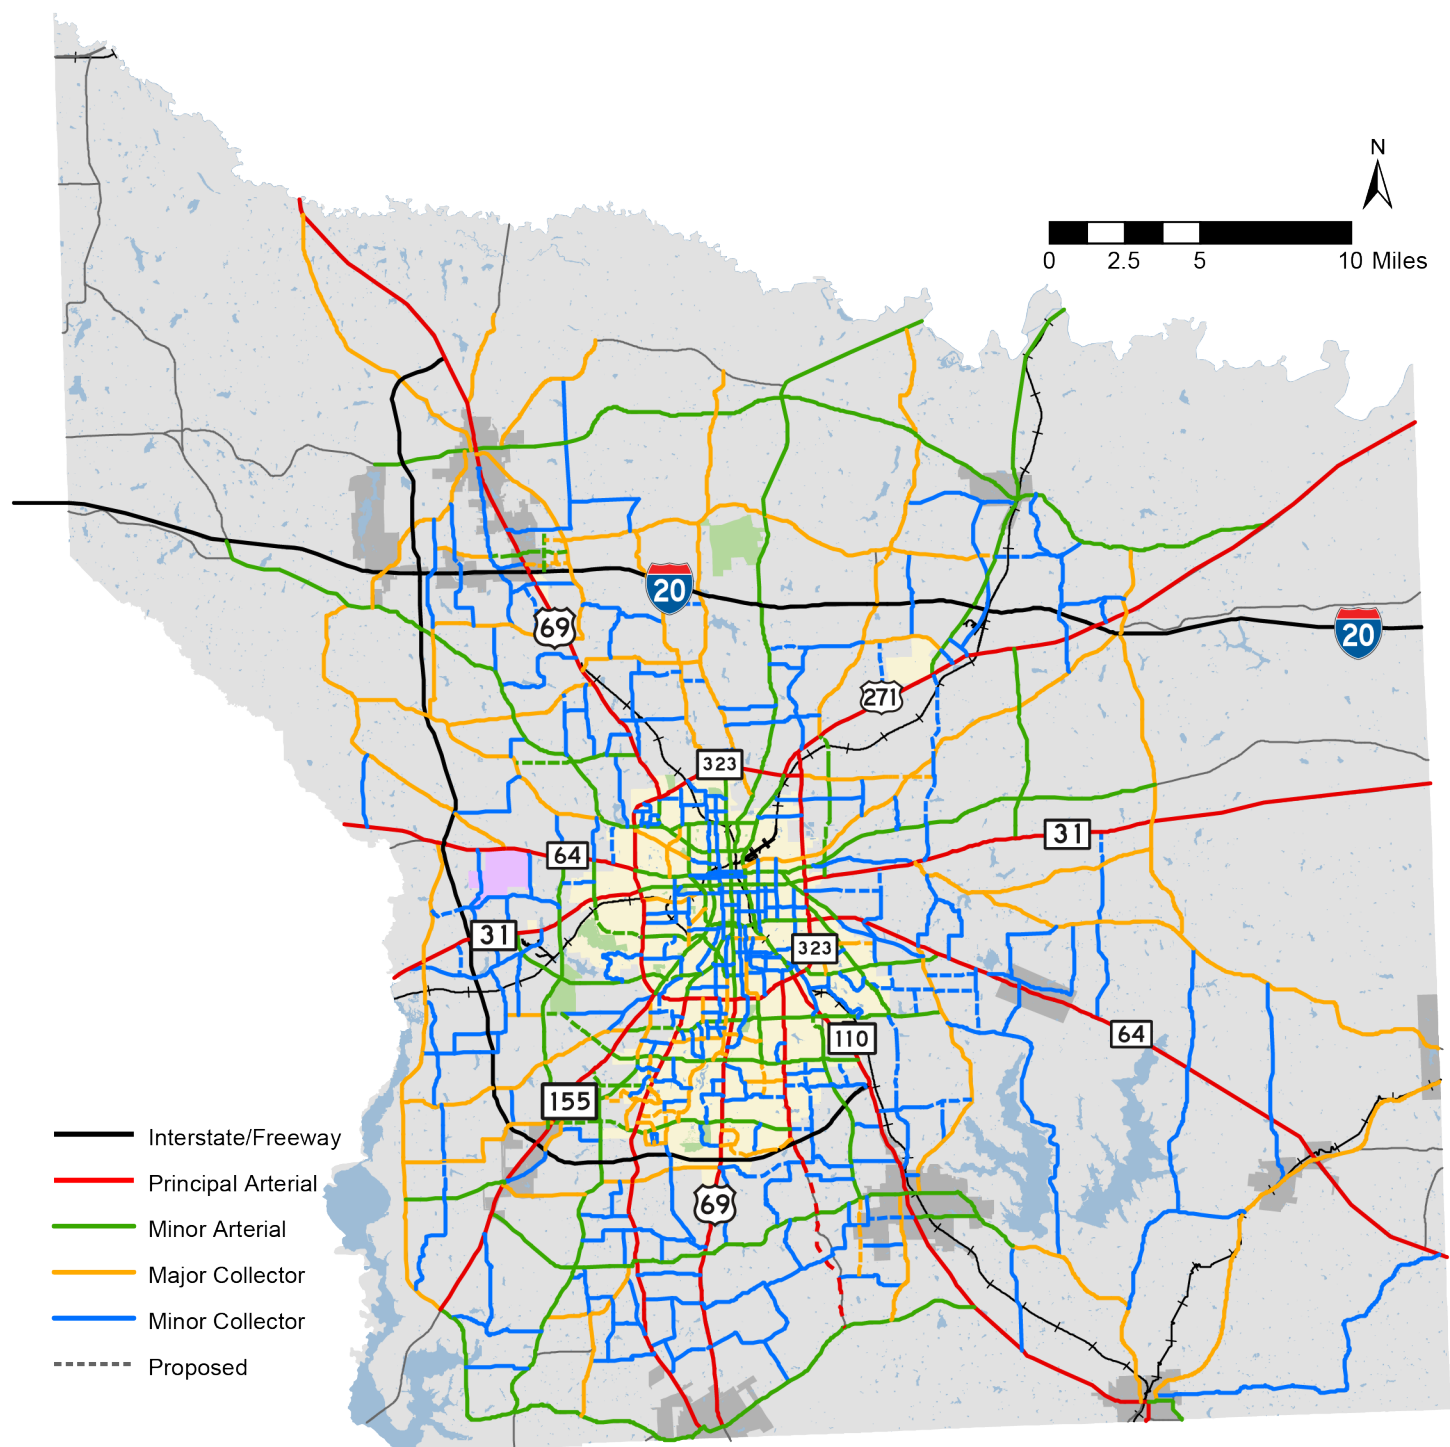 N
0 2.5 5 10 Miles
20
69
20
271
323
31
64
31
323
110
64
155
69
Interstate/Freeway
Principal Arterial
Minor Arterial
Major Collector
Minor Collector
Proposed